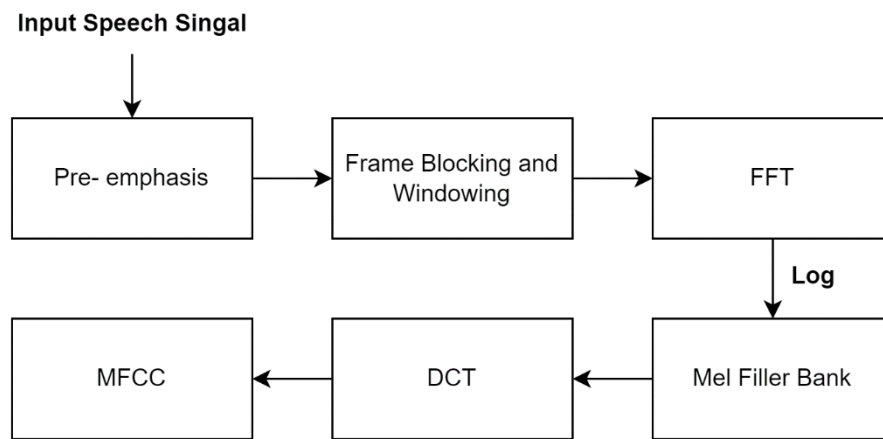 Input Speech Singal
Pre- emphasis
Frame Blocking and
Windowing
FFT
Log
MFCC
DCT
Mel Filler Bank